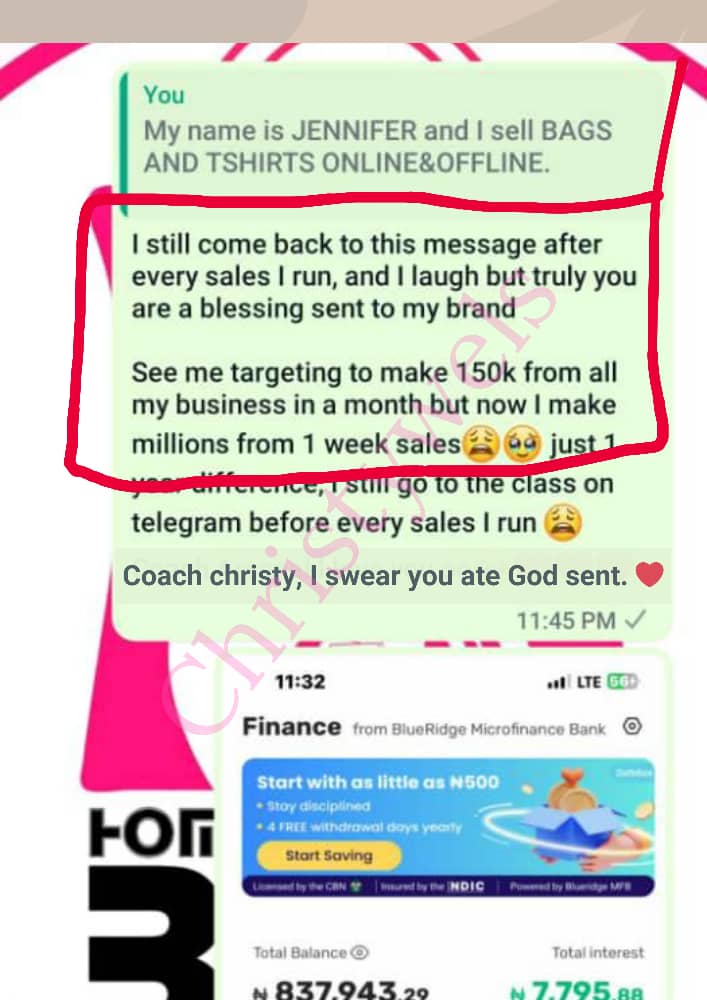 You
My name is JENNIFER and I sell BAGS
AND TSHIRTS ONLINE&OFFLINE.
I still come back to this message after
every sales I run, and I laugh but truly you
are a blessing sent to my brand
See me targeting to make 150k from all
my business in a month but now I make
millions from 1 week sales😩🥹 just 1
year difference, I still go to the class on
telegram before every sales I run 😩
Coach christy, I swear you ate God sent. ❤️
11:45 PM ✓
Christywels
11:32 LTE 56
Finance from BlueRidge Microfinance Bank
Start with as little as ₦500
• Stay disciplined
• 4 FREE withdrawal days yearly
Start Saving
Licensed by the CBN | Insured by the NDIC | Powered by Blueridge MFB
Total Balance Total interest
₦ 837,943.29 ₦ 7,795.88
3